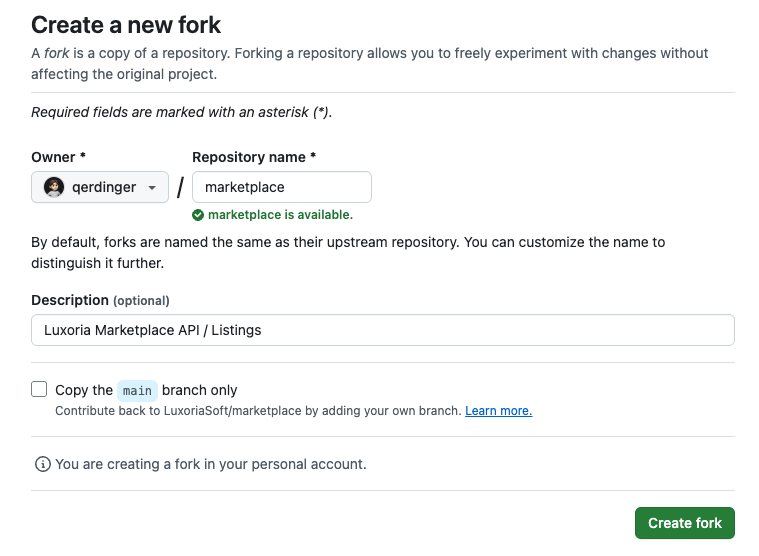 Create a new fork
A fork is a copy of a repository. Forking a repository allows you to freely experiment with changes without
affecting the original project.
Required fields are marked with an asterisk (*).
Owner * Repository name *
qerdinger / marketplace
marketplace is available.
By default, forks are named the same as their upstream repository. You can customize the name to
distinguish it further.
Description (optional)
Luxoria Marketplace API / Listings
Copy the main branch only
Contribute back to LuxoriaSoft/marketplace by adding your own branch. Learn more.
You are creating a fork in your personal account.
Create fork